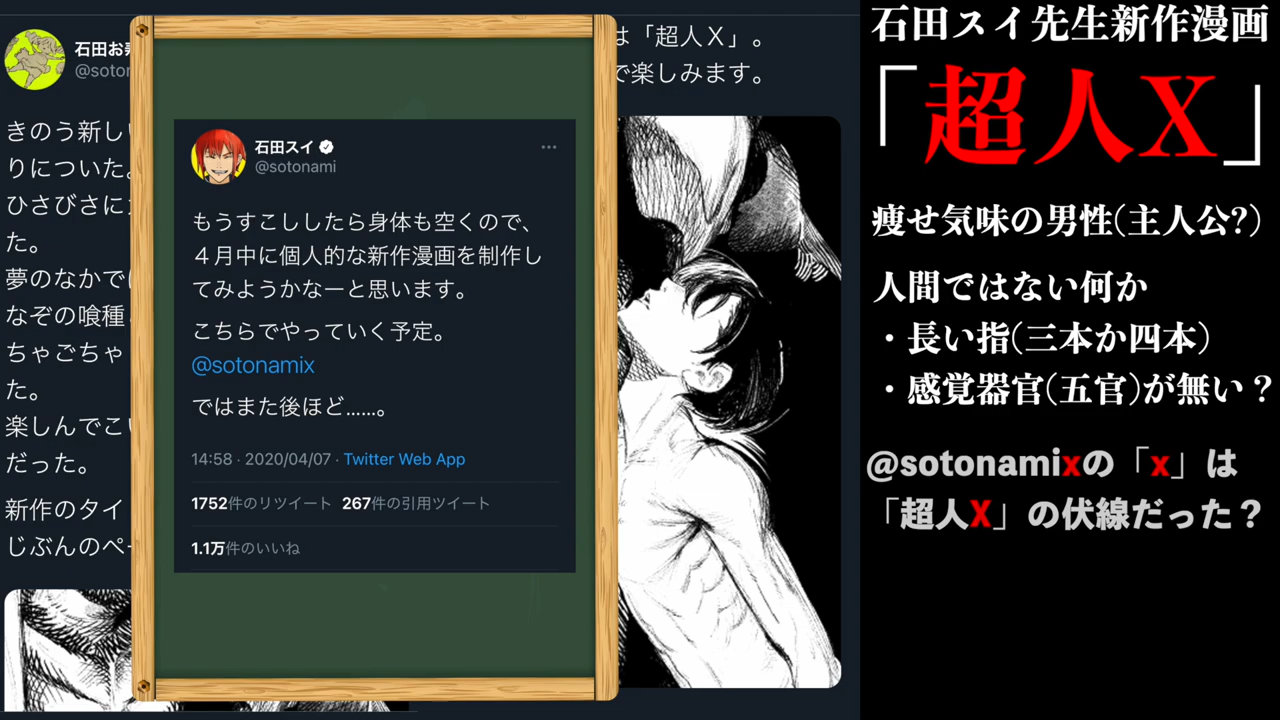 石田お
@soton
きのう新し
りについた。
ひさびさに
た。
夢のなかで
なぞの喰種
ちゃごちゃ
た。
楽しんでこ
だった。
新作のタイ
じぶんのペー
は「超人X」。
で楽しみます。
石田スイ
@sotonami
もうすこししたら身体も空くので、
４月中に個人的な新作漫画を制作し
てみようかなーと思います。
こちらでやっていく予定。
@sotonamix
ではまた後ほど……。
14:58 · 2020/04/07 · Twitter Web App
1752件のリツイート 267件の引用ツイート
1.1万件のいいね
石田スイ先生新作漫画
「超人X」
痩せ気味の男性(主人公?)
人間ではない何か
・長い指(三本か四本)
・感覚器官(五官)が無い？
@sotonamixの「x」は
「超人X」の伏線だった？